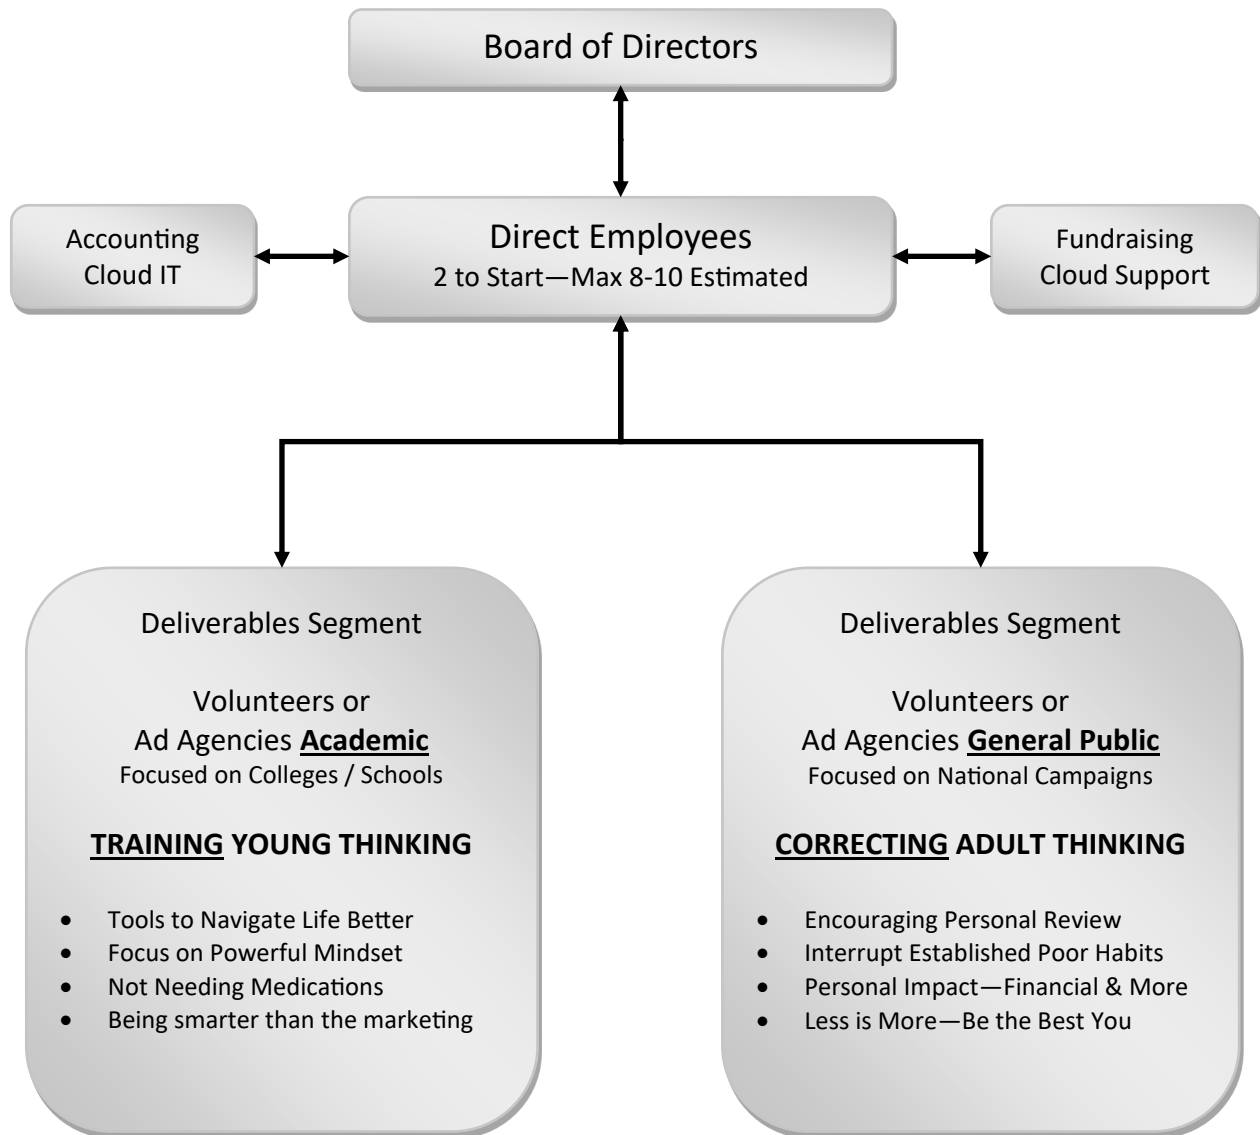 Board of Directors
Accounting
Cloud IT
Direct Employees
2 to Start—Max 8-10 Estimated
Fundraising
Cloud Support
Deliverables Segment
Volunteers or
Ad Agencies Academic
Focused on Colleges / Schools
TRAINING YOUNG THINKING
• Tools to Navigate Life Better
• Focus on Powerful Mindset
• Not Needing Medications
• Being smarter than the marketing
Deliverables Segment
Volunteers or
Ad Agencies General Public
Focused on National Campaigns
CORRECTING ADULT THINKING
• Encouraging Personal Review
• Interrupt Established Poor Habits
• Personal Impact—Financial & More
• Less is More—Be the Best You